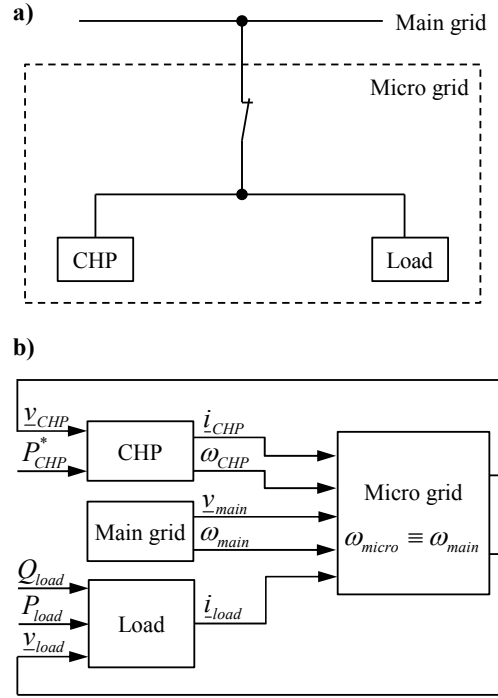 a)
Main grid
Micro grid
CHP
Load
b)
v_CHP
P*_CHP
CHP
i_CHP
ω_CHP
Main grid
v_main
ω_main
Micro grid
ω_micro ≡ ω_main
Q_load
P_load
v_load
Load
i_load